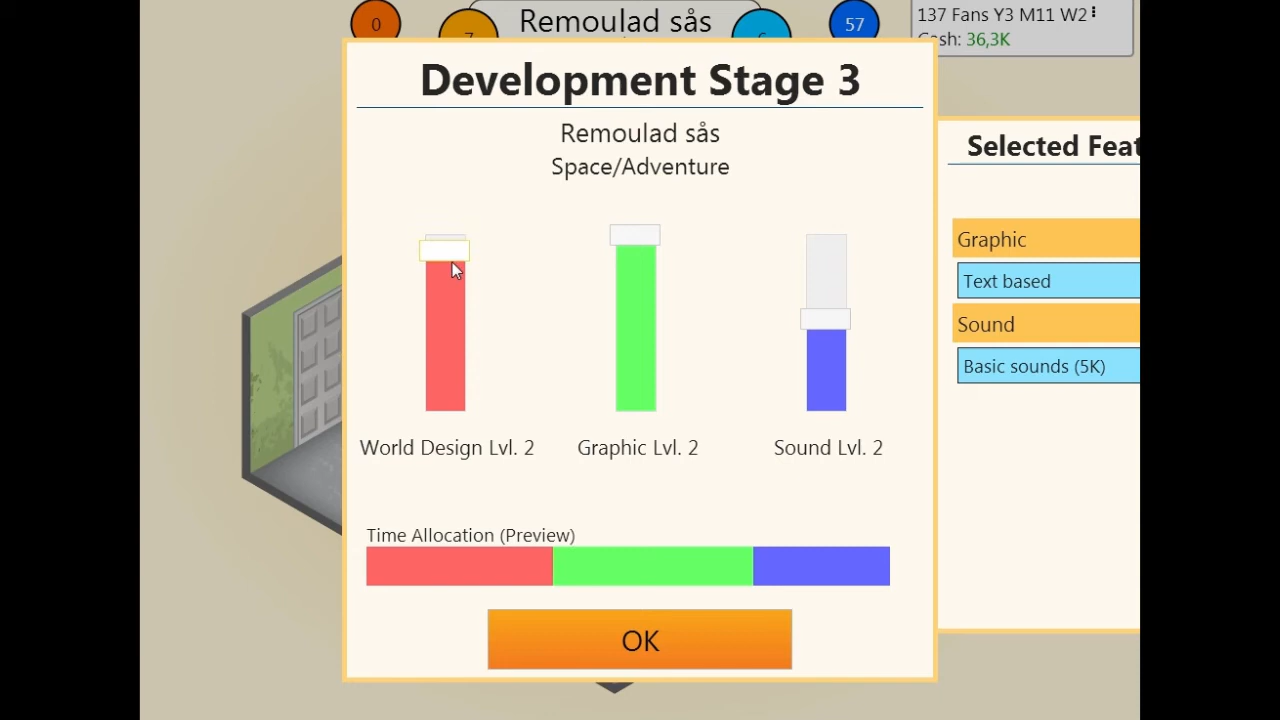 0
7
Remoulad sås
6
57
137 Fans Y3 M11 W2
Cash: 36,3K
Development Stage 3
Remoulad sås
Space/Adventure
World Design Lvl. 2
Graphic Lvl. 2
Sound Lvl. 2
Time Allocation (Preview)
OK
Selected Feat
Graphic
Text based
Sound
Basic sounds (5K)